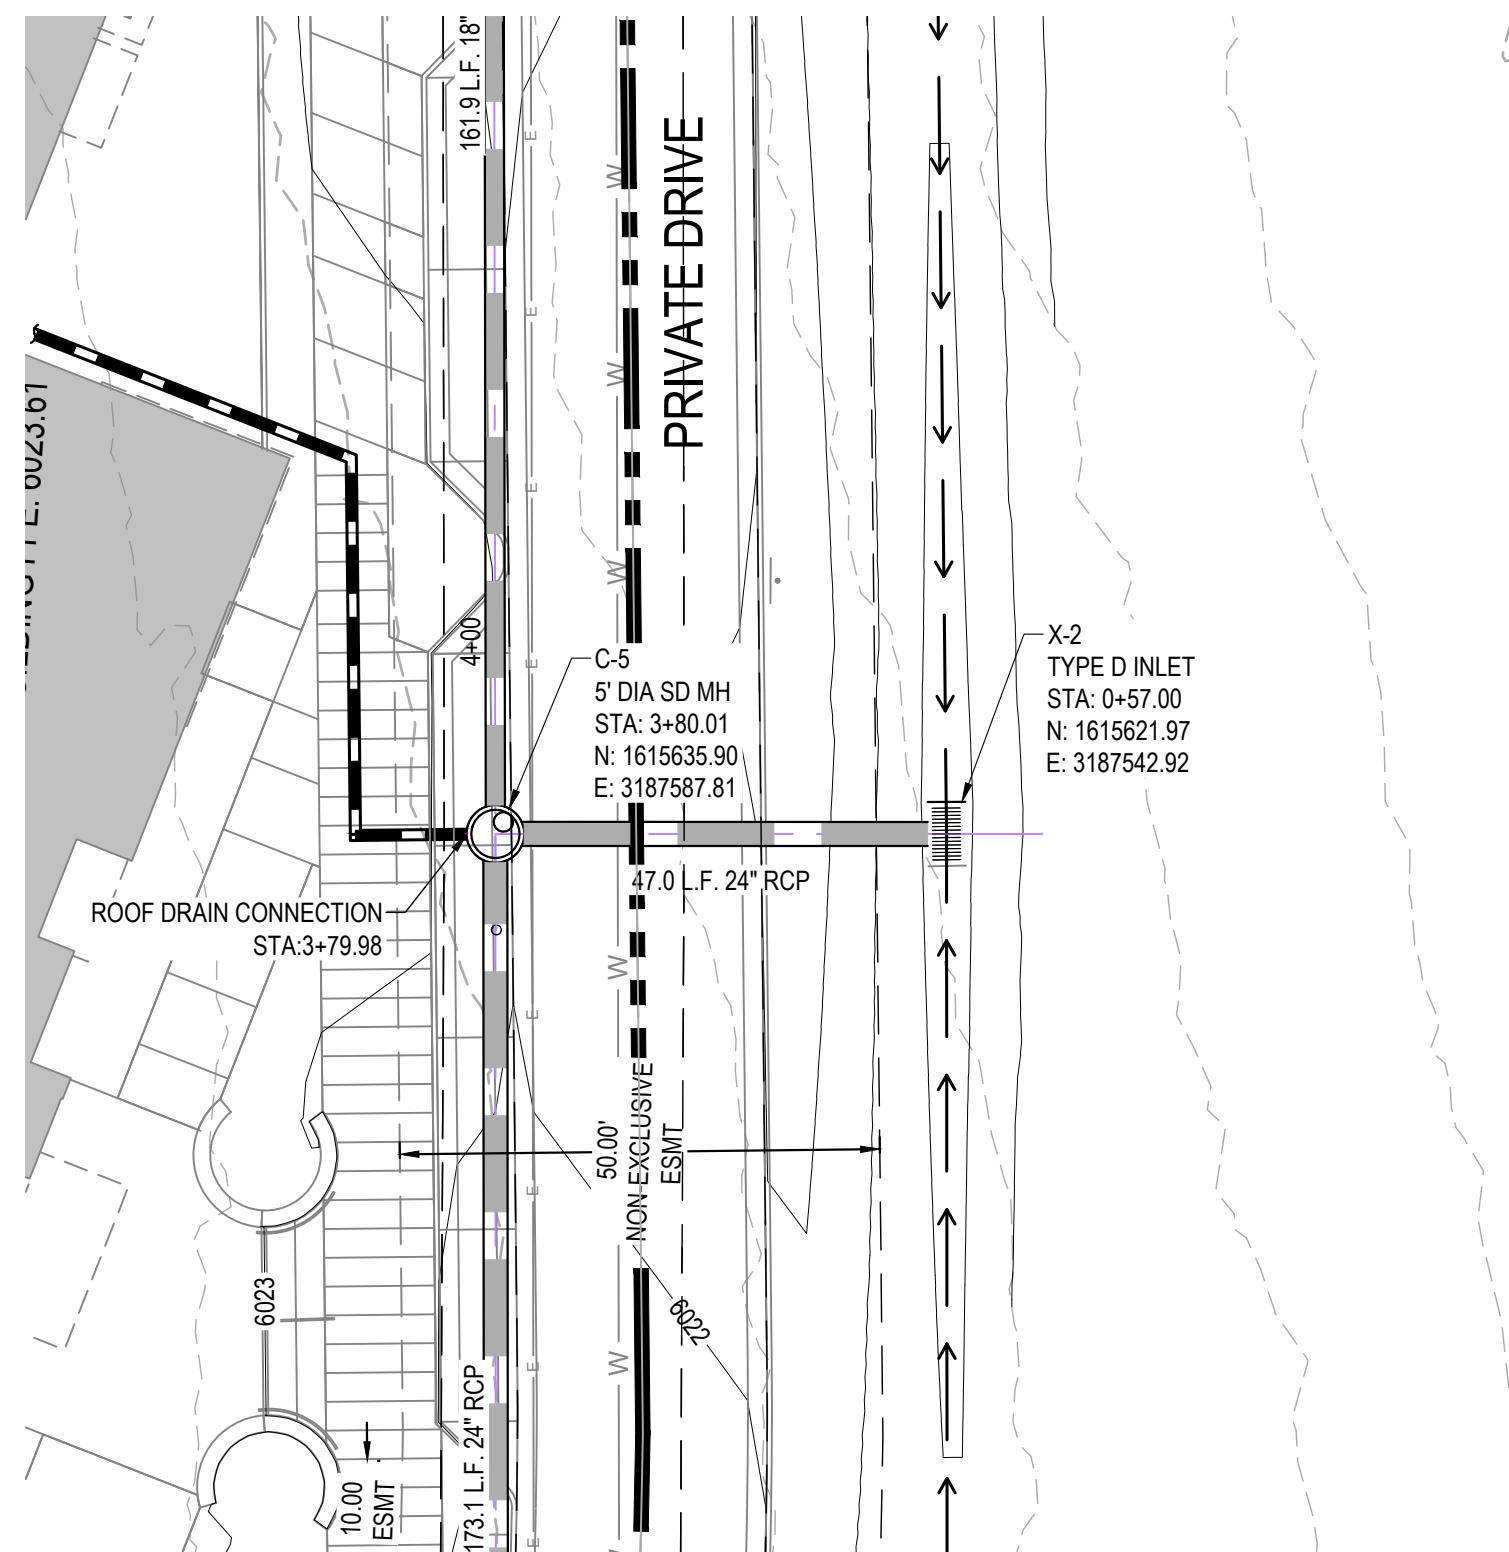 161.9 L.F. 18"
PRIVATE DRIVE
6023.61
4+00
C-5
5' DIA SD MH
STA: 3+80.01
N: 1615635.90
E: 3187587.81
X-2
TYPE D INLET
STA: 0+57.00
N: 1615621.97
E: 3187542.92
47.0 L.F. 24" RCP
ROOF DRAIN CONNECTION
STA:3+79.98
50.00'
NON EXCLUSIVE
ESMT
6023
6022
173.1 L.F. 24" RCP
10.00
ESMT
E
E
E
E
E
E
E
E
W
W
W
W
W
W